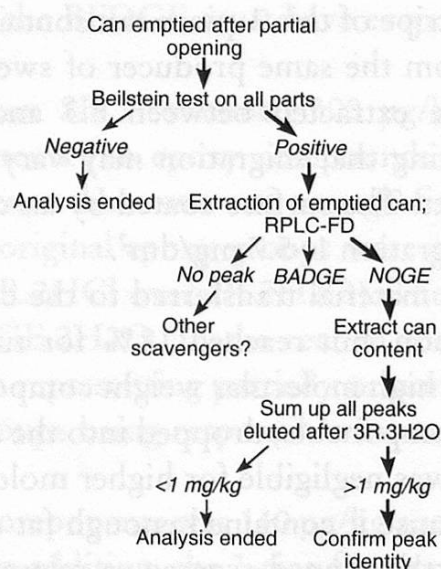 Can emptied after partial
opening
Beilstein test on all parts
Negative
Positive
Analysis ended
Extraction of emptied can;
RPLC-FD
No peak
BADGE
NOGE
Other
scavengers?
Extract can
content
Sum up all peaks
eluted after 3R.3H2O
<1 mg/kg
>1 mg/kg
Analysis ended
Confirm peak
identity